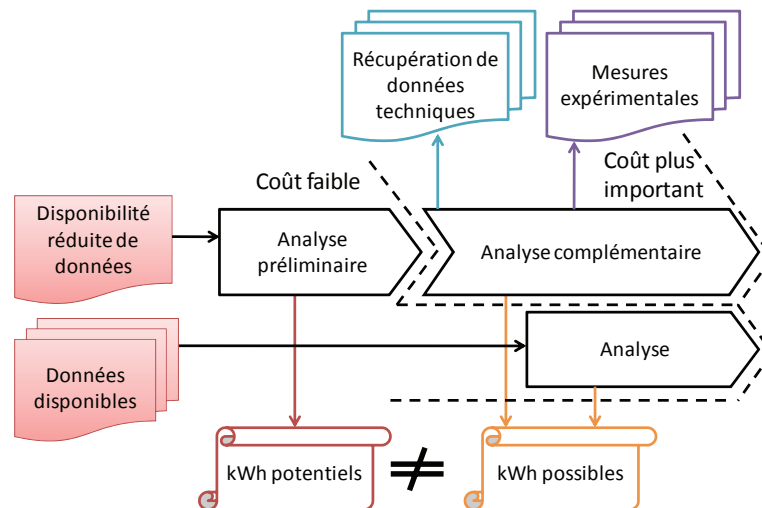 Récupération de
données
techniques
Mesures
expérimentales
Coût faible
Coût plus
important
Disponibilité
réduite de
données
Analyse
préliminaire
Analyse complémentaire
Données
disponibles
Analyse
kWh potentiels
≠
kWh possibles